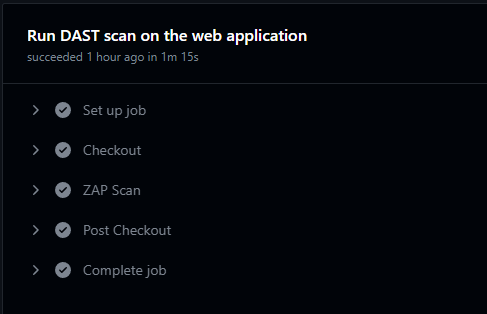 Run DAST scan on the web application
succeeded 1 hour ago in 1m 15s
Set up job
Checkout
ZAP Scan
Post Checkout
Complete job